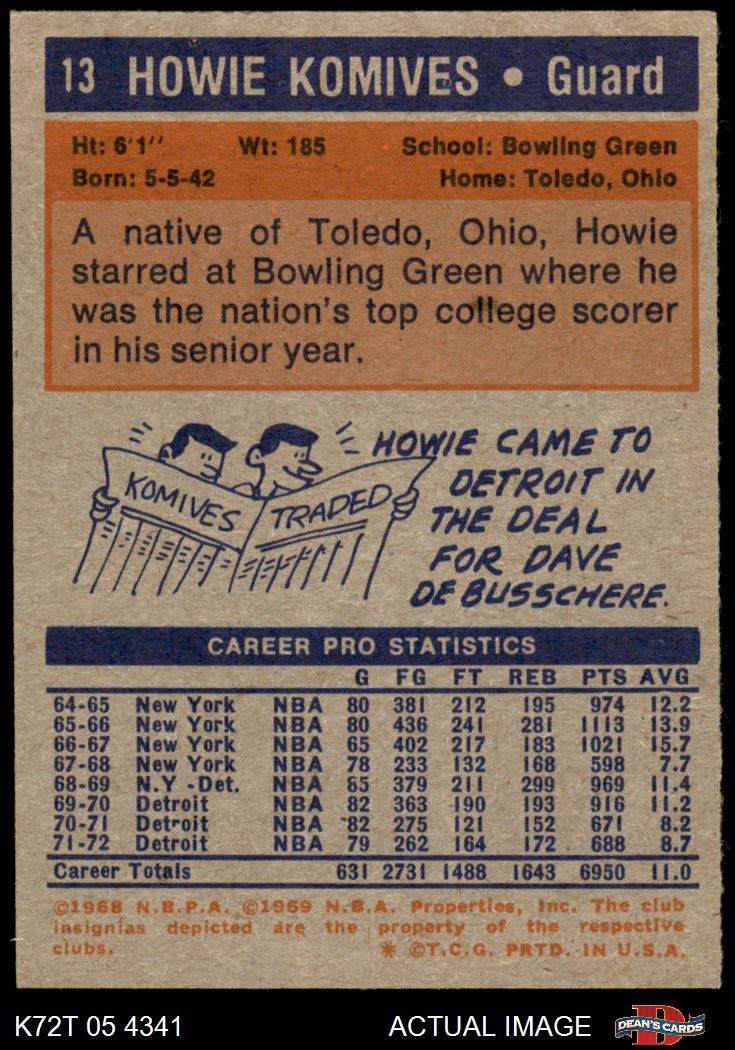 13 HOWIE KOMIVES • Guard
Ht: 6'1'' Wt: 185 School: Bowling Green
Born: 5-5-42 Home: Toledo, Ohio
A native of Toledo, Ohio, Howie
starred at Bowling Green where he
was the nation's top college scorer
in his senior year.
KOMIVES TRADED
HOWIE CAME TO
DETROIT IN
THE DEAL
FOR DAVE
DE BUSSCHERE.
CAREER PRO STATISTICS
G FG FT REB PTS AVG
64-65 New York NBA 80 381 212 195 974 12.2
65-66 New York NBA 80 436 241 281 1113 13.9
66-67 New York NBA 65 402 217 183 1021 15.7
67-68 New York NBA 78 233 132 168 598 7.7
68-69 N.Y -Det. NBA 85 379 211 299 969 11.4
69-70 Detroit NBA 82 363 190 193 916 11.2
70-71 Detroit NBA 82 275 121 152 671 8.2
71-72 Detroit NBA 79 262 164 172 688 8.7
Career Totals 631 2731 1488 1643 6950 11.0
©1968 N.B.P.A. ©1969 N.B.A. Properties, Inc. The club
insignias depicted are the property of the respective
clubs. * ©T.C.G. PRTD. IN U.S.A.
K72T 05 4341 ACTUAL IMAGE D DEAN'S CARDS